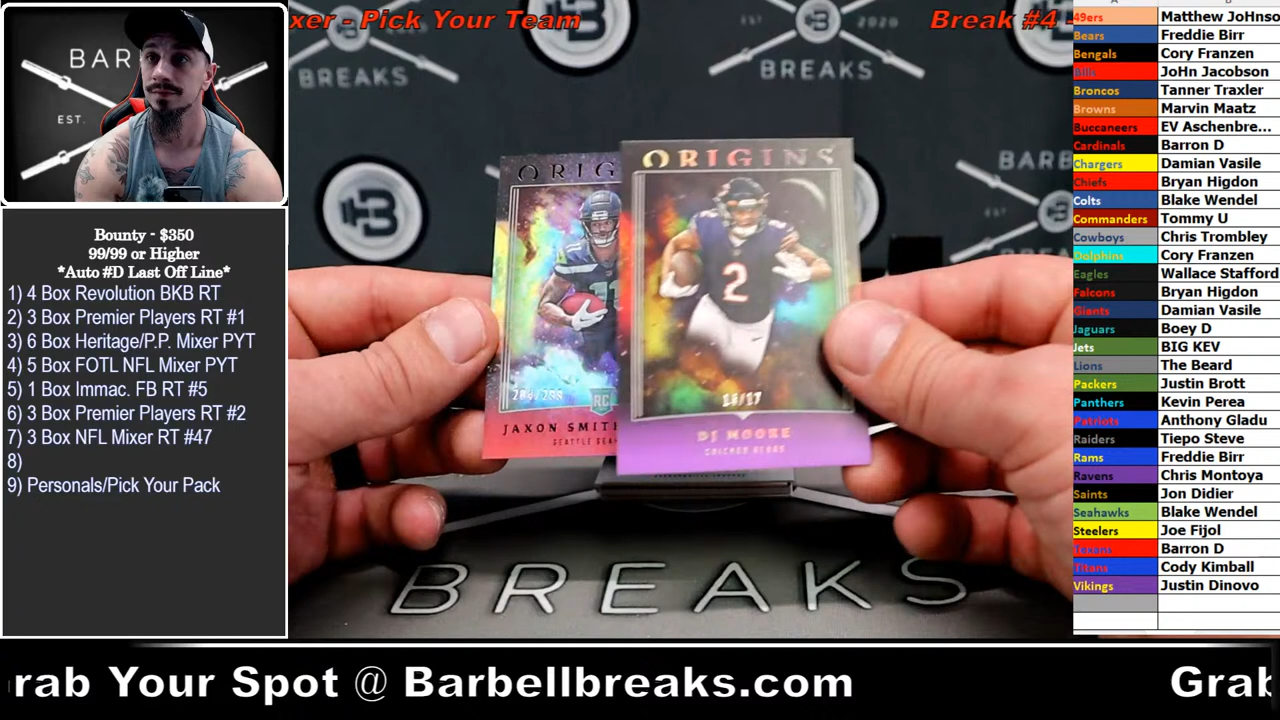 xer - Pick Your Team
Break #4 -
BAR
EST.
BREAKS
2020
BREAKS
BARB
Bounty - $350
99/99 or Higher
*Auto #D Last Off Line*
1) 4 Box Revolution BKB RT
2) 3 Box Premier Players RT #1
3) 6 Box Heritage/P.P. Mixer PYT
4) 5 Box FOTL NFL Mixer PYT
5) 1 Box Immac. FB RT #5
6) 3 Box Premier Players RT #2
7) 3 Box NFL Mixer RT #47
8)
9) Personals/Pick Your Pack
ORIG
RC
JAXON SMITH
SEATTLE SEA
ORIGINS
2
DJ MOORE
CHICAGO BEARS
BREAKS
49ers Matthew JoHnso
Bears Freddie Birr
Bengals Cory Franzen
Bills JoHn Jacobson
Broncos Tanner Traxler
Browns Marvin Maatz
Buccaneers EV Aschenbre...
Cardinals Barron D
Chargers Damian Vasile
Chiefs Bryan Higdon
Colts Blake Wendel
Commanders Tommy U
Cowboys Chris Trombley
Dolphins Cory Franzen
Eagles Wallace Stafford
Falcons Bryan Higdon
Giants Damian Vasile
Jaguars Boey D
Jets BIG KEV
Lions The Beard
Packers Justin Brott
Panthers Kevin Perea
Patriots Anthony Gladu
Raiders Tiepo Steve
Rams Freddie Birr
Ravens Chris Montoya
Saints Jon Didier
Seahawks Blake Wendel
Steelers Joe Fijol
Texans Barron D
Titans Cody Kimball
Vikings Justin Dinovo
rab Your Spot @ Barbellbreaks.com
Grab